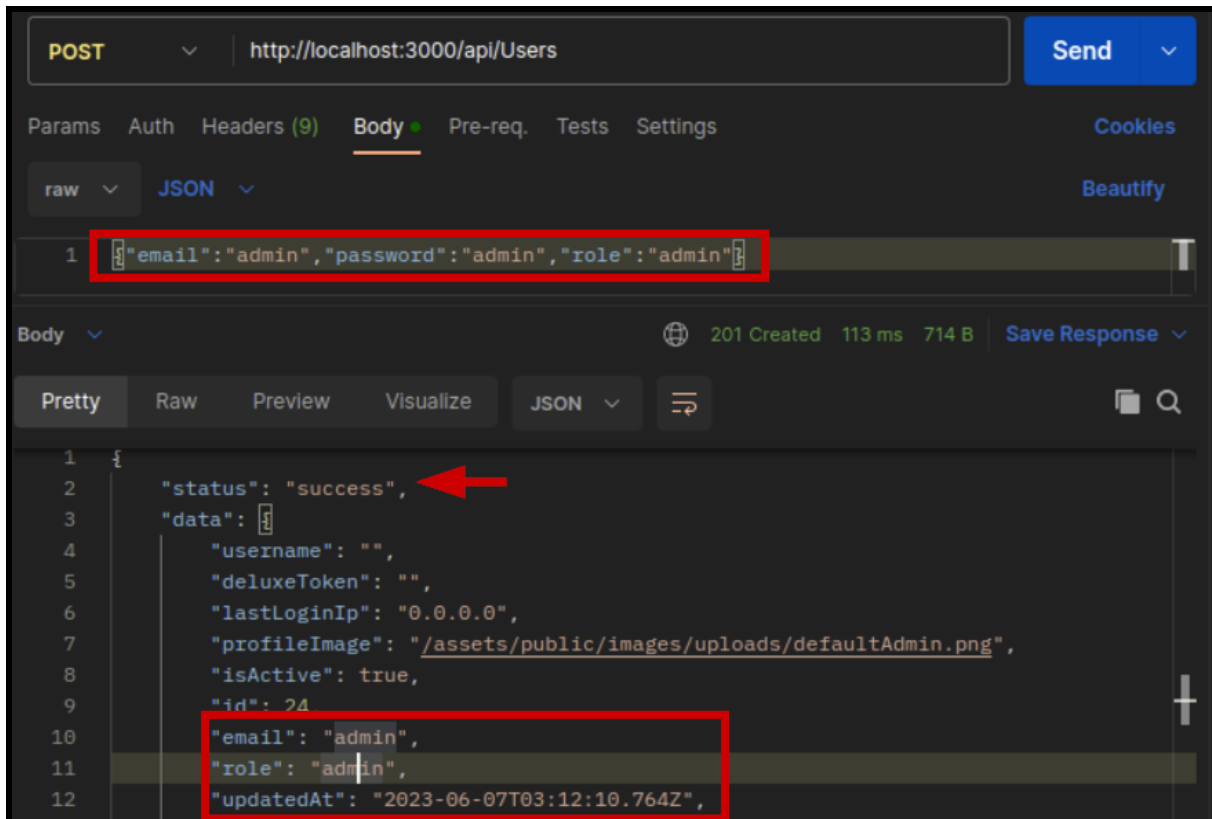 POST http://localhost:3000/api/Users Send
Params Auth Headers (9) Body Pre-req. Tests Settings Cookies
raw JSON Beautify
1 {"email":"admin","password":"admin","role":"admin"}
Body 201 Created 113 ms 714 B Save Response
Pretty Raw Preview Visualize JSON
1 {
2 "status": "success",
3 "data": {
4 "username": "",
5 "deluxeToken": "",
6 "lastLoginIp": "0.0.0.0",
7 "profileImage": "/assets/public/images/uploads/defaultAdmin.png",
8 "isActive": true,
9 "id": 24,
10 "email": "admin",
11 "role": "admin",
12 "updatedAt": "2023-06-07T03:12:10.764Z",